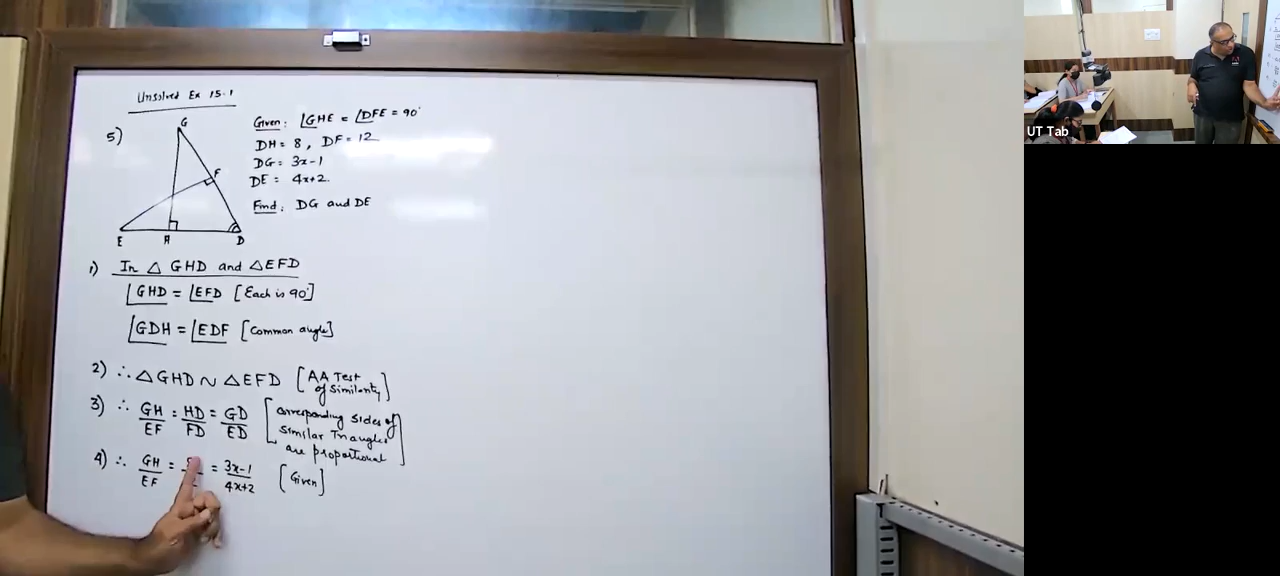 Unsolved Ex 15.1
5)
G
F
E
H
D
Given: ∠GHE = ∠DFE = 90°
DH = 8, DF = 12
DG = 3x-1
DE = 4x+2.
Find: DG and DE
1) In △ GHD and △EFD
∠GHD = ∠EFD [Each is 90°]
∠GDH = ∠EDF [Common angle]
2) ∴ △GHD ~ △EFD [AA Test of Similarity]
3) ∴ GH/EF = HD/FD = GD/ED [Corresponding sides of similar Triangles are proportional]
4) ∴ GH/EF = = 3x-1/4x+2 [Given]
UT Tab